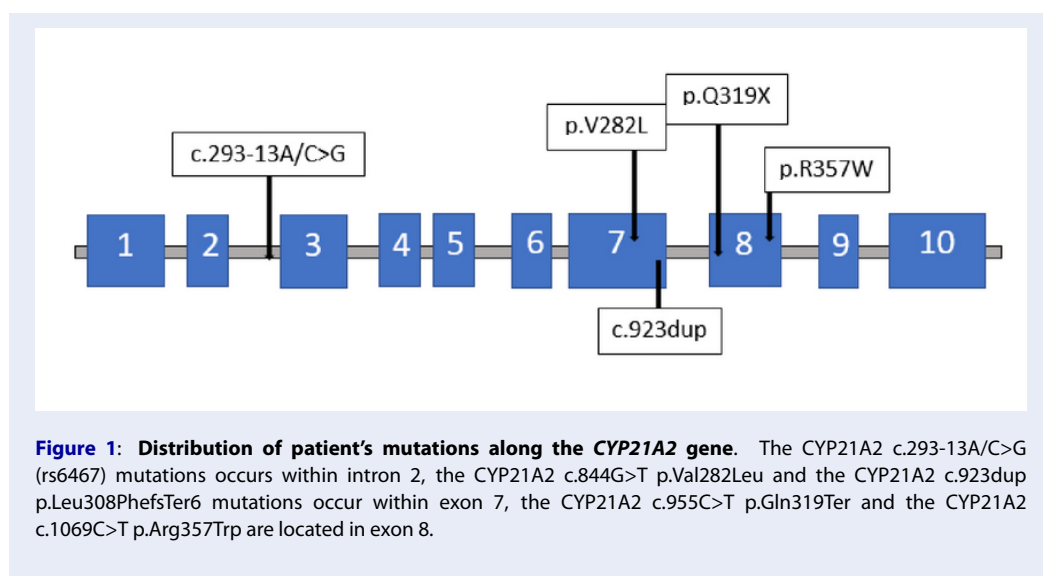 p.Q319X
p.V282L
c.293-13A/C>G
p.R357W
1 2 3 4 5 6 7 8 9 10
c.923dup
Figure 1: Distribution of patient's mutations along the CYP21A2 gene. The CYP21A2 c.293-13A/C>G
(rs6467) mutations occurs within intron 2, the CYP21A2 c.844G>T p.Val282Leu and the CYP21A2 c.923dup
p.Leu308PhefsTer6 mutations occur within exon 7, the CYP21A2 c.955C>T p.Gln319Ter and the CYP21A2
c.1069C>T p.Arg357Trp are located in exon 8.